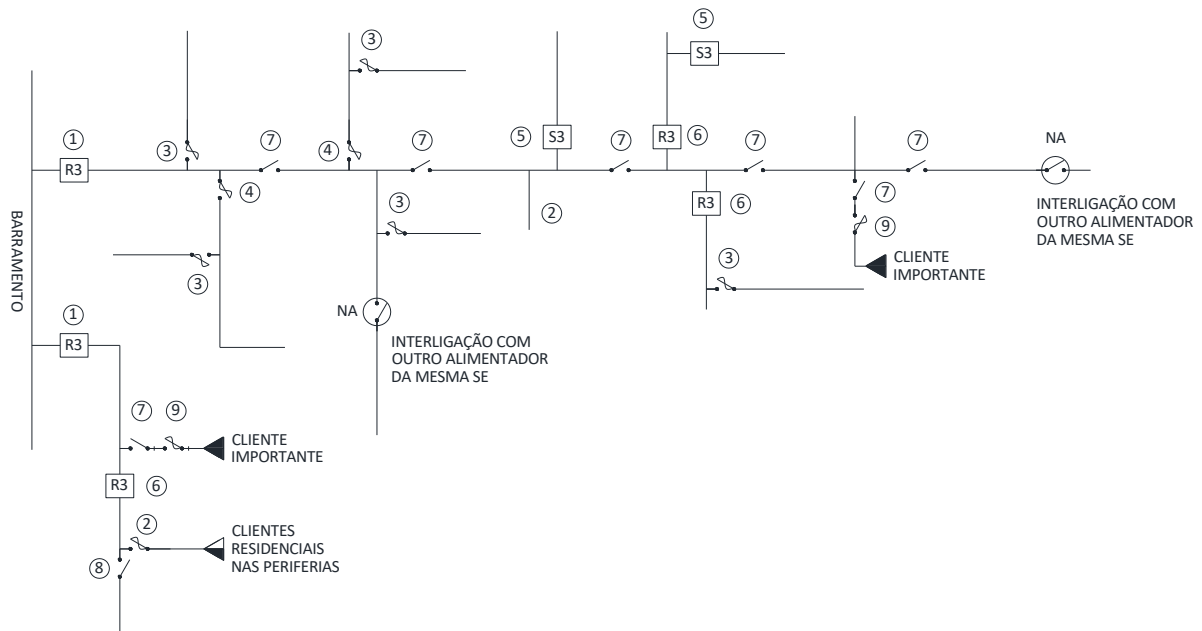 5
S3
3
1
R3
3
7
4
7
5
S3
7
R3
6
7
7
NA
4
3
2
R3
6
7
9
INTERLIGAÇÃO COM
OUTRO ALIMENTADOR
DA MESMA SE
BARRAMENTO
3
3
CLIENTE
IMPORTANTE
1
R3
NA
INTERLIGAÇÃO COM
OUTRO ALIMENTADOR
DA MESMA SE
7
9
CLIENTE
IMPORTANTE
R3
6
2
CLIENTES
RESIDENCIAIS
NAS PERIFERIAS
8